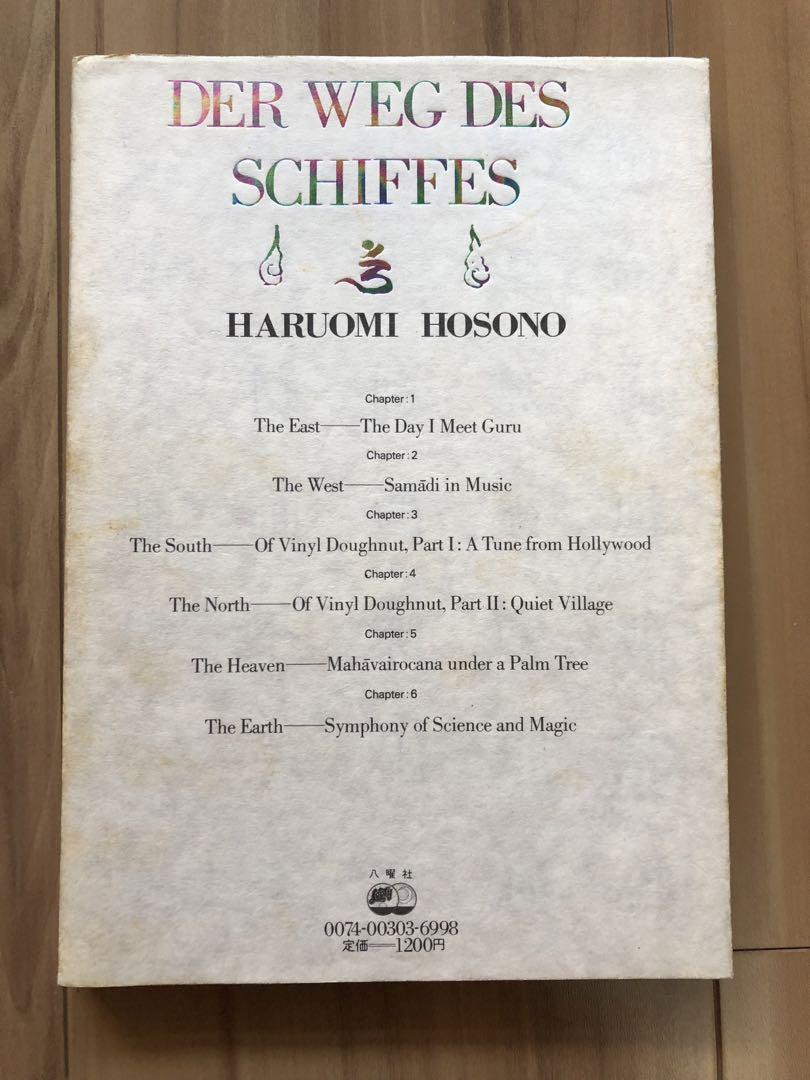 DER WEG DES
SCHIFFES
HARUOMI HOSONO
Chapter:1
The East——The Day I Meet Guru
Chapter:2
The West——Samādi in Music
Chapter:3
The South——Of Vinyl Doughnut, Part I: A Tune from Hollywood
Chapter:4
The North——Of Vinyl Doughnut, Part II: Quiet Village
Chapter:5
The Heaven——Mahāvairocana under a Palm Tree
Chapter:6
The Earth——Symphony of Science and Magic
八曜社
0074-00303-6998
定価——1200円